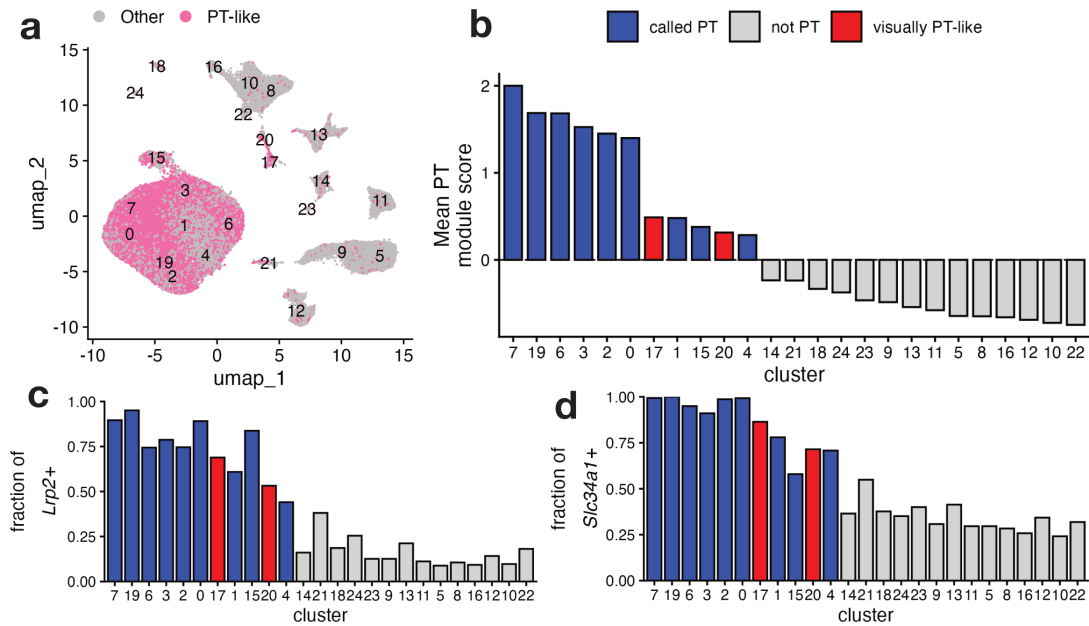 a
Other
PT-like
15
10
5
0
-5
-10
umap_2
18
24
16
10
8
22
20
17
13
14
23
11
15
3
7
0
1
6
4
19
2
21
9
5
12
-10
-5
0
5
10
15
umap_1
b
called PT
not PT
visually PT-like
2
1
0
Mean PT
module score
7 19 6 3 2 0 17 1 15 20 4 14 21 18 24 23 9 13 11 5 8 16 12 10 22
cluster
c
1.00
0.75
0.50
0.25
0.00
fraction of
Lrp2+
7 19 6 3 2 0 17 1 15 20 4 14 21 18 24 23 9 13 11 5 8 16 12 10 22
cluster
d
1.00
0.75
0.50
0.25
0.00
fraction of
Slc34a1+
7 19 6 3 2 0 17 1 15 20 4 14 21 18 24 23 9 13 11 5 8 16 12 10 22
cluster